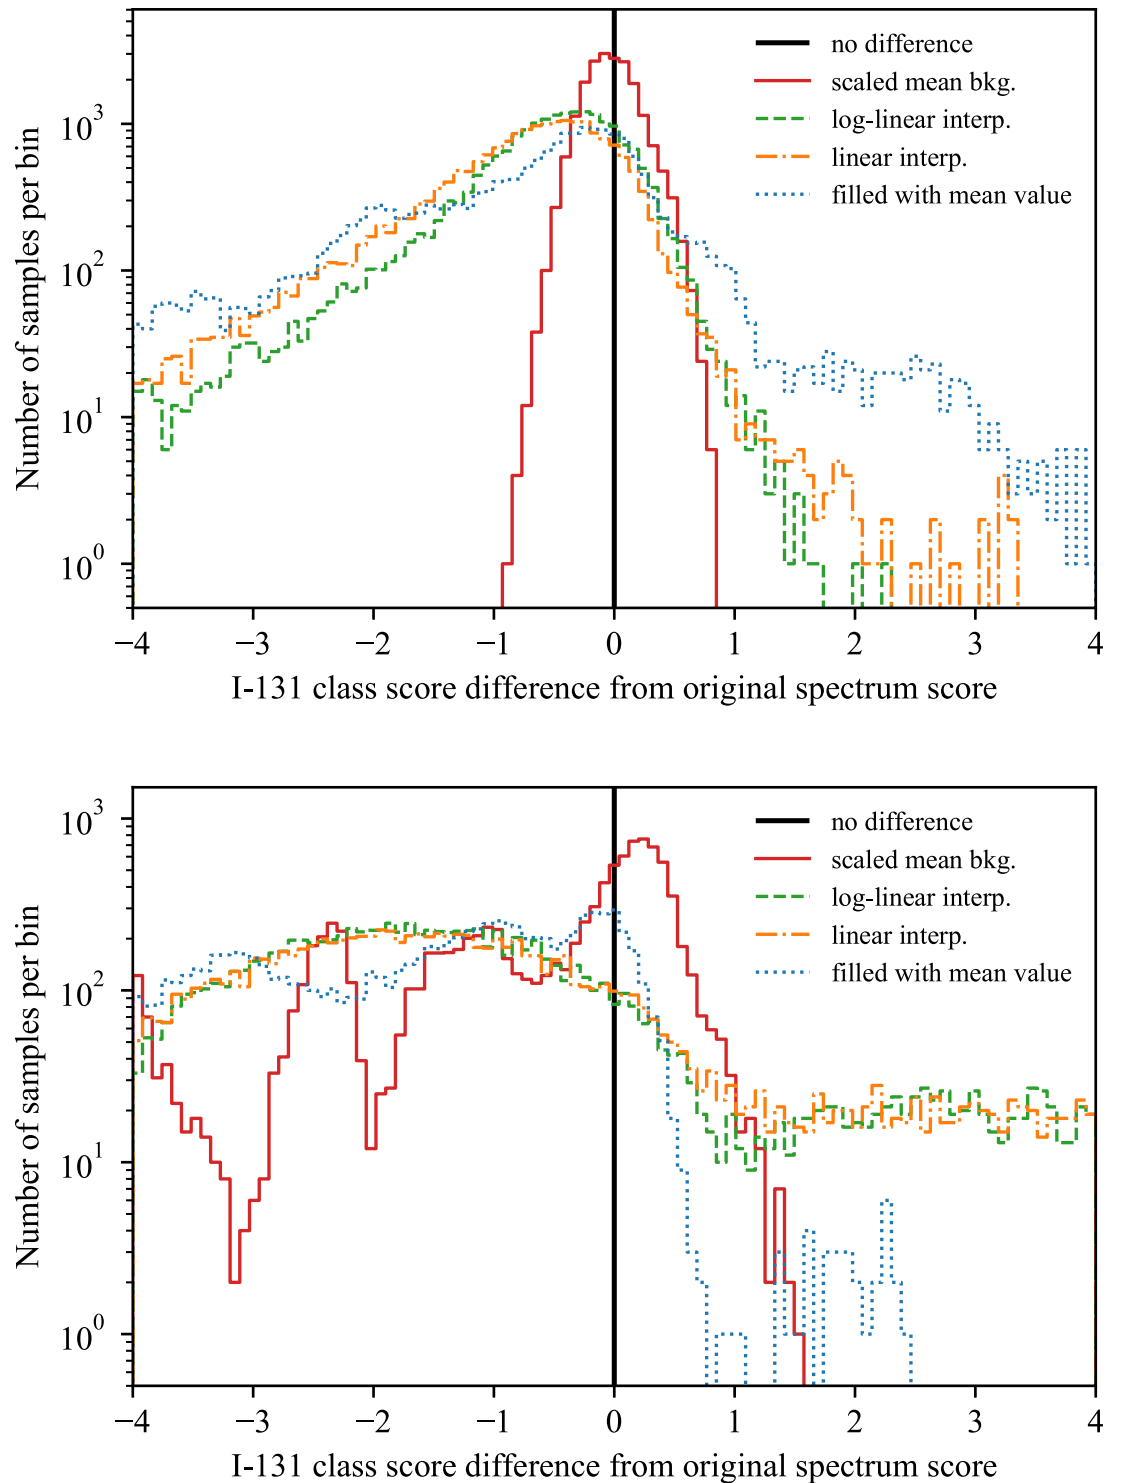 Number of samples per bin
10^3
10^2
10^1
10^0
no difference
scaled mean bkg.
log-linear interp.
linear interp.
filled with mean value
−4 −3 −2 −1 0 1 2 3 4
I-131 class score difference from original spectrum score
Number of samples per bin
10^3
10^2
10^1
10^0
no difference
scaled mean bkg.
log-linear interp.
linear interp.
filled with mean value
−4 −3 −2 −1 0 1 2 3 4
I-131 class score difference from original spectrum score